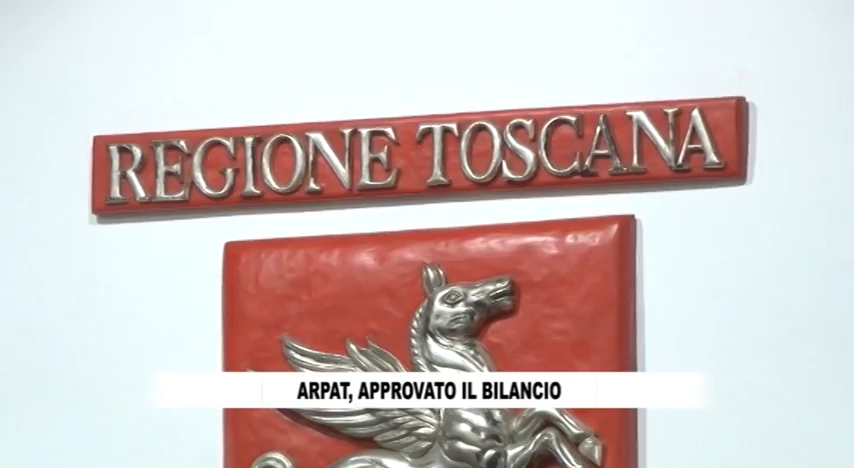 REGIONE TOSCANA
ARPAT, APPROVATO IL BILANCIO